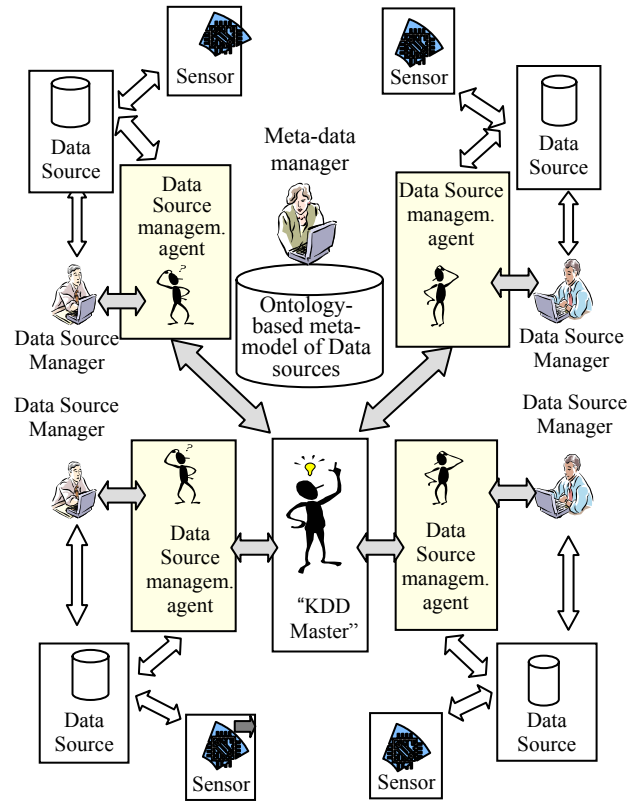 Sensor
Sensor
Data
Source
Data
Source
Meta-data
manager
Data
Source
managem.
agent
Data Source
managem.
agent
?
Ontology-
based meta-
model of Data
sources
Data Source
Manager
Data Source
Manager
Data Source
Manager
Data Source
Manager
?
Data
Source
managem.
agent
Data
Source
managem.
agent
“KDD
Master”
Data
Source
Data
Source
Sensor
Sensor